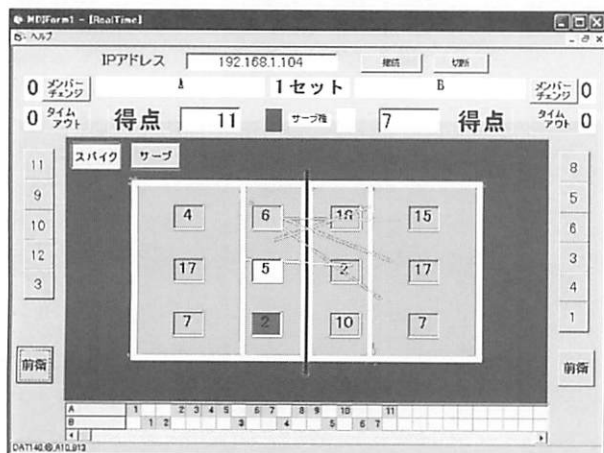 MDIForm1 - [RealTime]
ヘルプ
IPアドレス 192.168.1.104 接続 切断
0 メンバーチェンジ A 1セット B メンバーチェンジ 0
0 タイムアウト 得点 11 サーブ権 7 得点 タイムアウト 0
スパイク サーブ
11 8
9 4 6 15 5
10 6
12 17 5 2 17 3
3 4
7 2 10 7 1
前衛 前衛
A 1 2 3 4 5 6 7 8 9 10 11
B 1 2 3 4 5 6 7